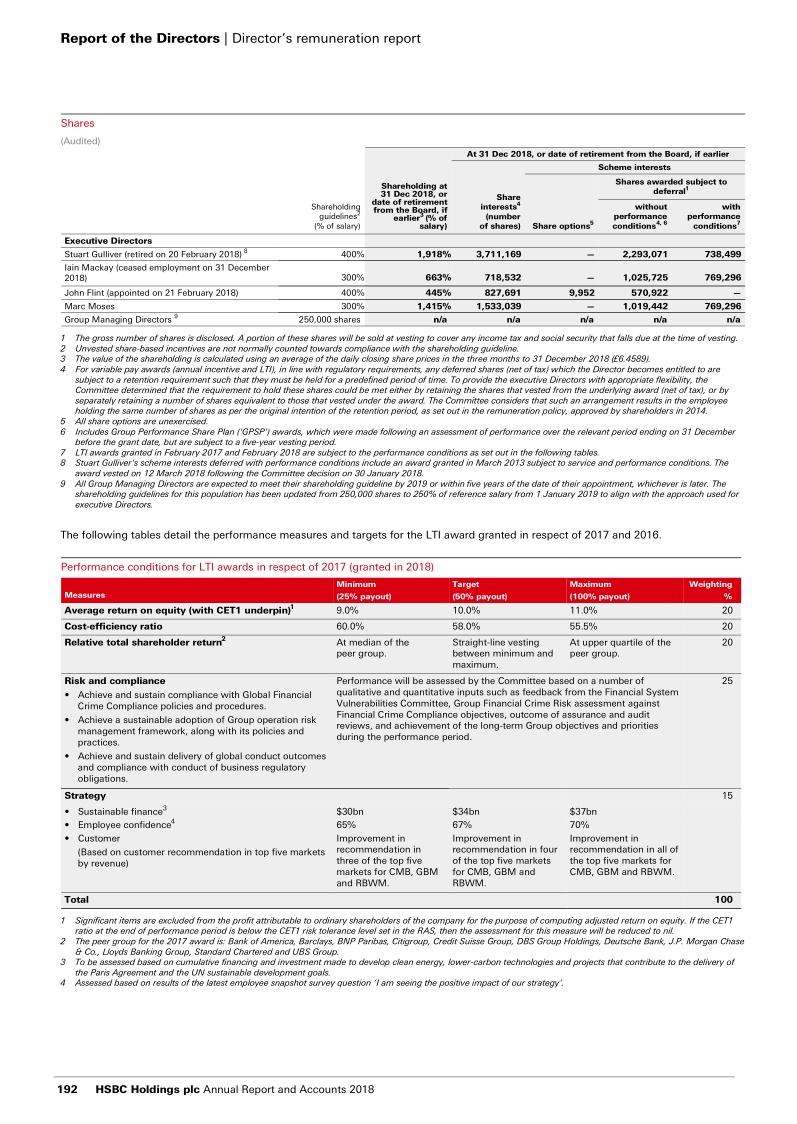 Report of the Directors | Director's remuneration report
Shares
(Audited)
At 31 Dec 2018, or date of retirement from the Board, if earlier
Scheme interests
Shareholding guidelines2 (% of salary)
Shareholding at 31 Dec 2018, or date of retirement from the Board, if earlier3 (% of salary)
Share interests4 (number of shares)
Share options5
Shares awarded subject to deferral1
without performance conditions4, 6
with performance conditions7
Executive Directors
Stuart Gulliver (retired on 20 February 2018) 8 400% 1,918% 3,711,169 — 2,293,071 738,499
Iain Mackay (ceased employment on 31 December
2018) 300% 663% 718,532 — 1,025,725 769,296
John Flint (appointed on 21 February 2018) 400% 445% 827,691 9,952 570,922 —
Marc Moses 300% 1,415% 1,533,039 — 1,019,442 769,296
Group Managing Directors 9 250,000 shares n/a n/a n/a n/a n/a
1 The gross number of shares is disclosed. A portion of these shares will be sold at vesting to cover any income tax and social security that falls due at the time of vesting.
2 Unvested share-based incentives are not normally counted towards compliance with the shareholding guideline.
3 The value of the shareholding is calculated using an average of the daily closing share prices in the three months to 31 December 2018 (£6.4589).
4 For variable pay awards (annual incentive and LTI), in line with regulatory requirements, any deferred shares (net of tax) which the Director becomes entitled to are
subject to a retention requirement such that they must be held for a predefined period of time. To provide the executive Directors with appropriate flexibility, the
Committee determined that the requirement to hold these shares could be met either by retaining the shares that vested from the underlying award (net of tax), or by
separately retaining a number of shares equivalent to those that vested under the award. The Committee considers that such an arrangement results in the employee
holding the same number of shares as per the original intention of the retention period, as set out in the remuneration policy, approved by shareholders in 2014.
5 All share options are unexercised.
6 Includes Group Performance Share Plan ('GPSP') awards, which were made following an assessment of performance over the relevant period ending on 31 December
before the grant date, but are subject to a five-year vesting period.
7 LTI awards granted in February 2017 and February 2018 are subject to the performance conditions as set out in the following tables.
8 Stuart Gulliver's scheme interests deferred with performance conditions include an award granted in March 2013 subject to service and performance conditions. The
award vested on 12 March 2018 following the Committee decision on 30 January 2018.
9 All Group Managing Directors are expected to meet their shareholding guideline by 2019 or within five years of the date of their appointment, whichever is later. The
shareholding guidelines for this population has been updated from 250,000 shares to 250% of reference salary from 1 January 2019 to align with the approach used for
executive Directors.
The following tables detail the performance measures and targets for the LTI award granted in respect of 2017 and 2016.
Performance conditions for LTI awards in respect of 2017 (granted in 2018)
Minimum Target Maximum Weighting
Measures (25% payout) (50% payout) (100% payout) %
Average return on equity (with CET1 underpin)1 9.0% 10.0% 11.0% 20
Cost-efficiency ratio 60.0% 58.0% 55.5% 20
Relative total shareholder return2 At median of the Straight-line vesting At upper quartile of the 20
peer group. between minimum and peer group.
maximum.
Risk and compliance 25
• Achieve and sustain compliance with Global Financial
Crime Compliance policies and procedures.
• Achieve a sustainable adoption of Group operation risk
management framework, along with its policies and
practices.
• Achieve and sustain delivery of global conduct outcomes
and compliance with conduct of business regulatory
obligations.
Performance will be assessed by the Committee based on a number of
qualitative and quantitative inputs such as feedback from the Financial System
Vulnerabilities Committee, Group Financial Crime Risk assessment against
Financial Crime Compliance objectives, outcome of assurance and audit
reviews, and achievement of the long-term Group objectives and priorities
during the performance period.
Strategy 15
• Sustainable finance3 $30bn $34bn $37bn
• Employee confidence4 65% 67% 70%
• Customer Improvement in Improvement in Improvement in
(Based on customer recommendation in top five markets recommendation in recommendation in four recommendation in all of
by revenue) three of the top five of the top five markets the top five markets for
markets for CMB, GBM for CMB, GBM and CMB, GBM and RBWM.
and RBWM. RBWM.
Total 100
1 Significant items are excluded from the profit attributable to ordinary shareholders of the company for the purpose of computing adjusted return on equity. If the CET1
ratio at the end of performance period is below the CET1 risk tolerance level set in the RAS, then the assessment for this measure will be reduced to nil.
2 The peer group for the 2017 award is: Bank of America, Barclays, BNP Paribas, Citigroup, Credit Suisse Group, DBS Group Holdings, Deutsche Bank, J.P. Morgan Chase
& Co., Lloyds Banking Group, Standard Chartered and UBS Group.
3 To be assessed based on cumulative financing and investment made to develop clean energy, lower-carbon technologies and projects that contribute to the delivery of
the Paris Agreement and the UN sustainable development goals.
4 Assessed based on results of the latest employee snapshot survey question 'I am seeing the positive impact of our strategy'.
192 HSBC Holdings plc Annual Report and Accounts 2018